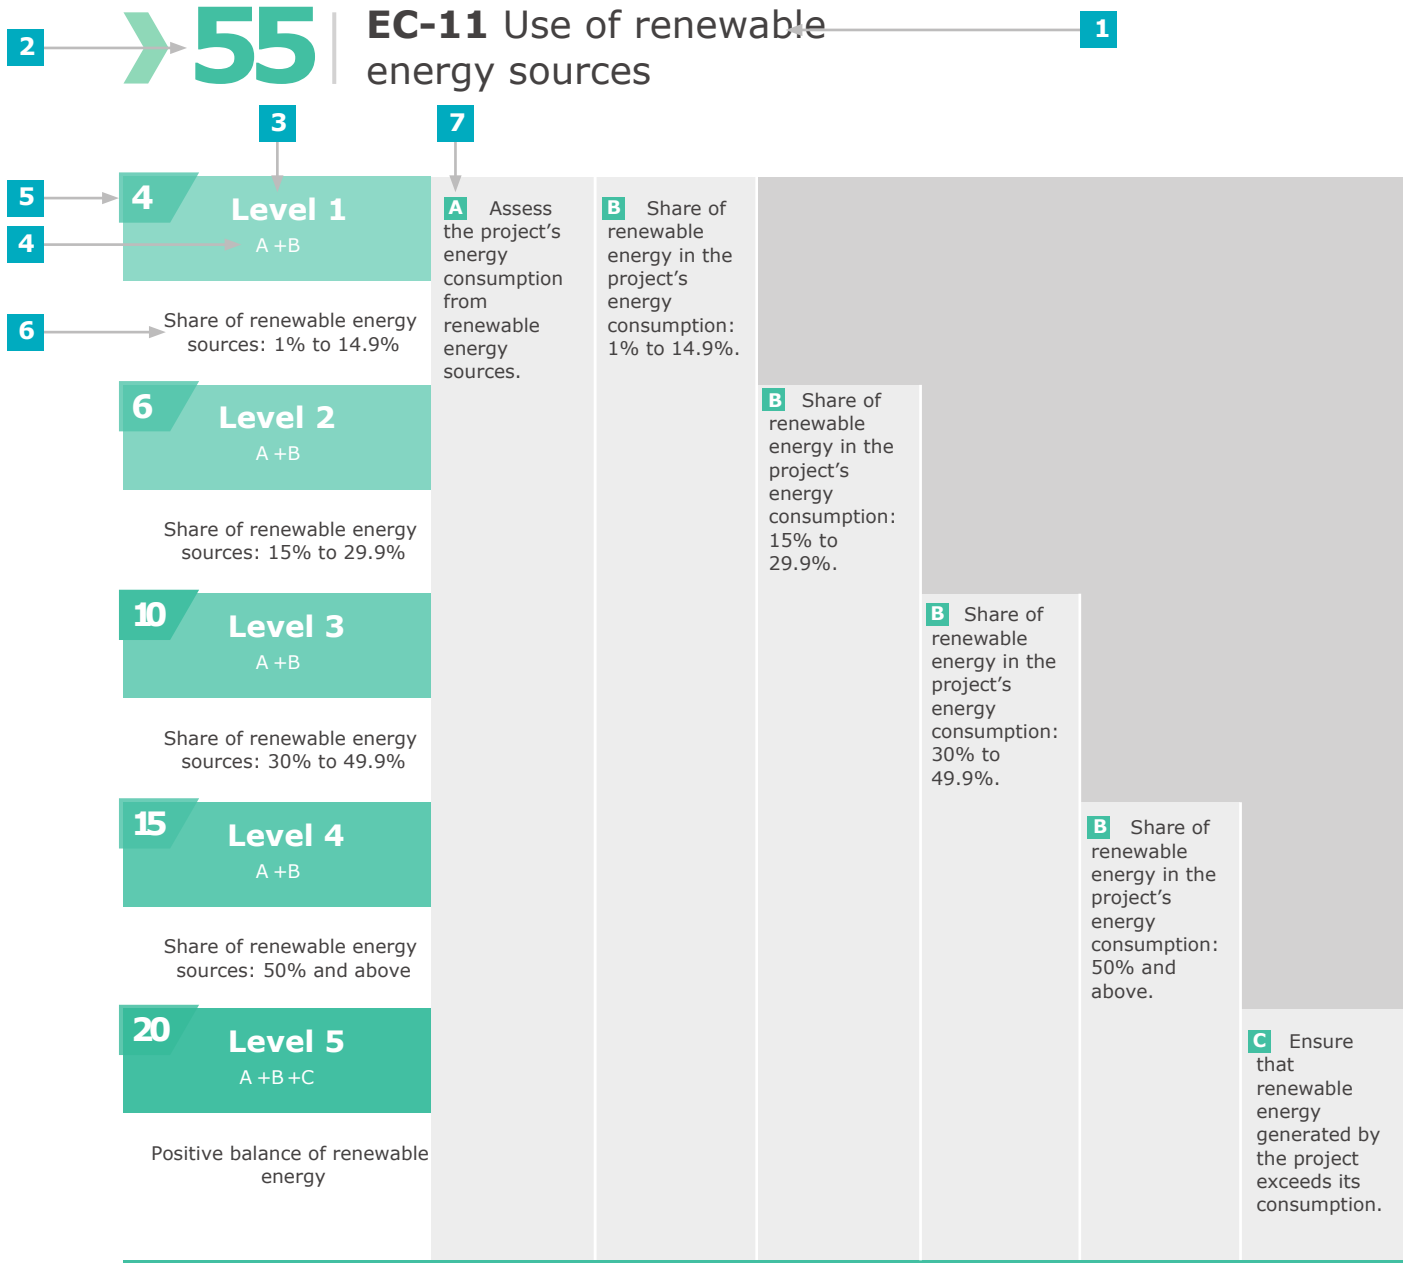 1
2
55
EC-11 Use of renewable
energy sources
3
7
5
4
6
4
Level 1
A+B
Share of renewable energy
sources: 1% to 14.9%
A Assess
the project’s
energy
consumption
from
renewable
energy
sources.
B Share of
renewable
energy in the
project’s
energy
consumption:
1% to 14.9%.
6
Level 2
A+B
Share of renewable energy
sources: 15% to 29.9%
B Share of
renewable
energy in the
project’s
energy
consumption:
15% to
29.9%.
10
Level 3
A+B
Share of renewable energy
sources: 30% to 49.9%
B Share of
renewable
energy in the
project’s
energy
consumption:
30% to
49.9%.
15
Level 4
A+B
Share of renewable energy
sources: 50% and above
B Share of
renewable
energy in the
project’s
energy
consumption:
50% and
above.
20
Level 5
A+B+C
Positive balance of renewable
energy
C Ensure
that
renewable
energy
generated by
the project
exceeds its
consumption.